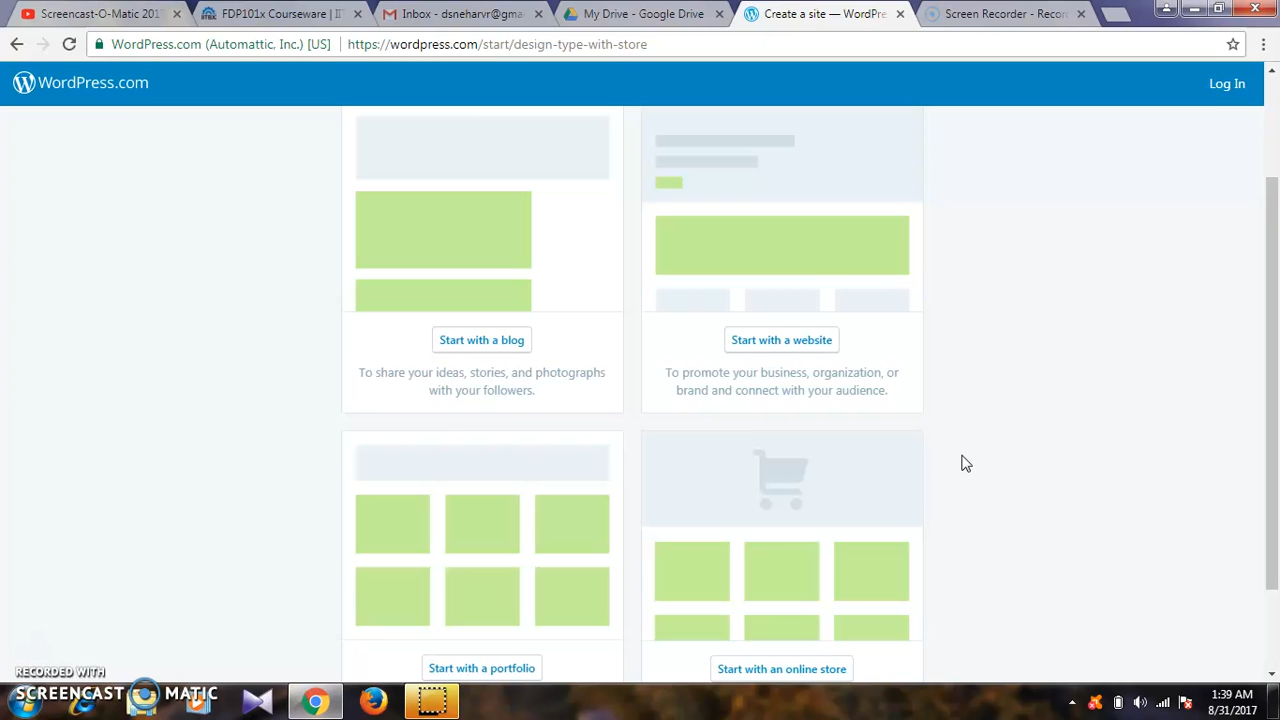 Screencast-O-Matic 201
FDP101x Courseware | I
Inbox - dsneharvr@gma
My Drive - Google Drive
Create a site — WordPre
Screen Recorder - Recor
WordPress.com (Automattic, Inc.) [US]
https://wordpress.com/start/design-type-with-store
WordPress.com
Log In
Start with a blog
To share your ideas, stories, and photographs
with your followers.
Start with a website
To promote your business, organization, or
brand and connect with your audience.
Start with a portfolio
Start with an online store
RECORDED WITH
SCREENCAST MATIC
1:39 AM
8/31/2017